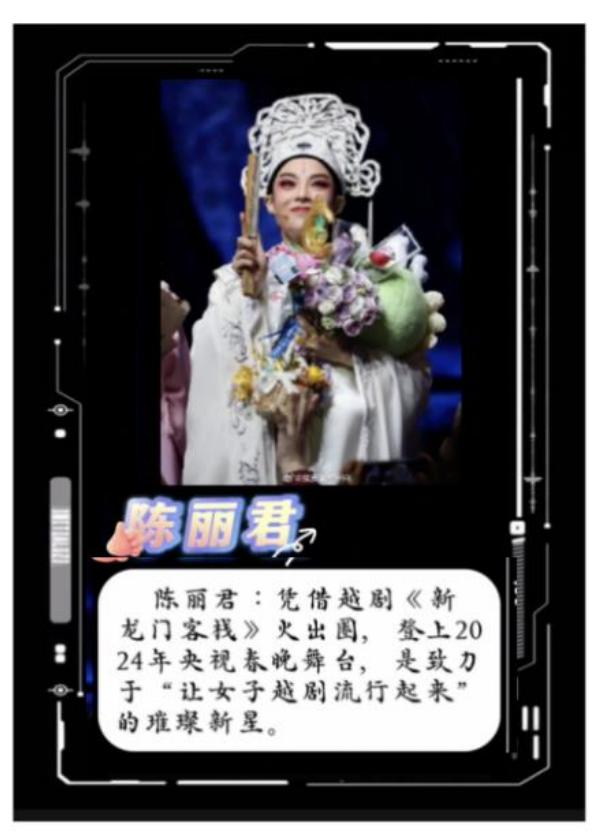 陈丽君
陈丽君：凭借越剧《新
龙门客栈》火出圈，登上20
24年央视春晚舞台，是致力
于“让女子越剧流行起来”
的璀璨新星。